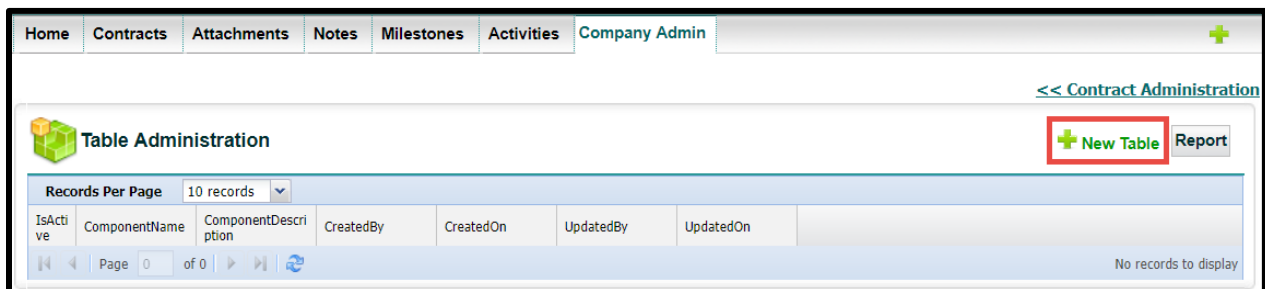 Home Contracts Attachments Notes Milestones Activities Company Admin
<< Contract Administration
Table Administration New Table Report
Records Per Page 10 records
IsActi
ve ComponentName ComponentDescri
ption CreatedBy CreatedOn UpdatedBy UpdatedOn
Page 0 of 0 No records to display